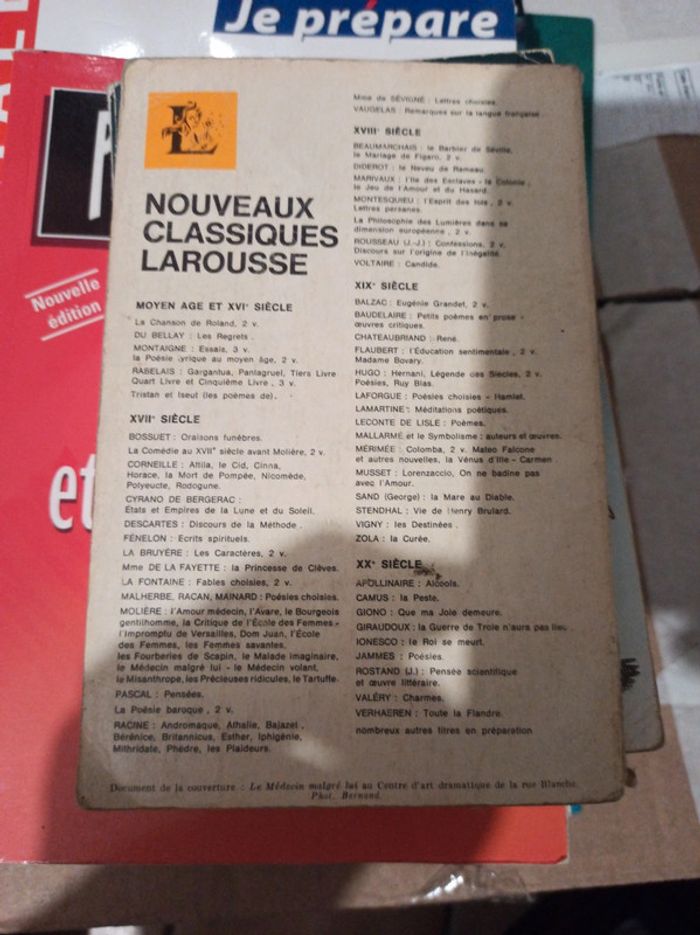 Je prépare
Nouvelle
édition
et
L
NOUVEAUX
CLASSIQUES
LAROUSSE
MOYEN AGE ET XVIe SIÈCLE
La Chanson de Roland, 2 v.
DU BELLAY : Les Regrets.
MONTAIGNE : Essais, 3 v.
la Poésie lyrique au moyen âge, 2 v.
RABELAIS : Gargantua, Pantagruel, Tiers Livre
Quart Livre et Cinquième Livre, 3 v.
Tristan et Iseut (les poèmes de).
XVIIe SIÈCLE
BOSSUET : Oraisons funèbres.
La Comédie au XVIIe siècle avant Molière, 2 v.
CORNEILLE : Attila, le Cid, Cinna,
Horace, la Mort de Pompée, Nicomède,
Polyeucte, Rodogune.
CYRANO DE BERGERAC :
États et Empires de la Lune et du Soleil.
DESCARTES : Discours de la Méthode.
FÉNELON : Ecrits spirituels.
LA BRUYÈRE : Les Caractères, 2 v.
Mme DE LA FAYETTE : la Princesse de Clèves.
LA FONTAINE : Fables choisies, 2 v.
MALHERBE, RACAN, MAINARD : Poésies choisies.
MOLIÈRE : l'Amour médecin, l'Avare, le Bourgeois
gentilhomme, la Critique de l'École des Femmes -
l'Impromptu de Versailles, Dom Juan, l'École
des Femmes, les Femmes savantes,
les Fourberies de Scapin, le Malade imaginaire,
le Médecin malgré lui - le Médecin volant,
le Misanthrope, les Précieuses ridicules, le Tartuffe.
PASCAL : Pensées.
La Poésie baroque, 2 v.
RACINE : Andromaque, Athalie, Bajazet,
Bérénice, Britannicus, Esther, Iphigénie,
Mithridate, Phèdre, les Plaideurs.
Mme de SÉVIGNÉ : Lettres choisies.
VAUGELAS : Remarques sur la langue française.
XVIIIe SIÈCLE
BEAUMARCHAIS : le Barbier de Séville,
le Mariage de Figaro, 2 v.
DIDEROT : le Neveu de Rameau.
MARIVAUX : l'Ile des Esclaves - la Colonie,
le Jeu de l'Amour et du Hasard.
MONTESQUIEU : l'Esprit des lois, 2 v.
Lettres persanes.
La Philosophie des Lumières dans sa
dimension européenne, 2 v.
ROUSSEAU (J.-J.) : Confessions, 2 v.
Discours sur l'origine de l'inégalité.
VOLTAIRE : Candide.
XIXe SIÈCLE
BALZAC : Eugénie Grandet, 2 v.
BAUDELAIRE : Petits poèmes en prose -
œuvres critiques.
CHATEAUBRIAND : René.
FLAUBERT : l'Éducation sentimentale, 2 v.
Madame Bovary.
HUGO : Hernani, Légende des Siècles, 2 v.
Poésies, Ruy Blas.
LAFORGUE : Poésies choisies - Hamlet.
LAMARTINE : Méditations poétiques.
LECONTE DE LISLE : Poèmes.
MALLARMÉ et le Symbolisme : auteurs et œuvres.
MÉRIMÉE : Colomba, 2 v. Mateo Falcone
et autres nouvelles, la Vénus d'Ille - Carmen.
MUSSET : Lorenzaccio, On ne badine pas
avec l'Amour.
SAND (George) : la Mare au Diable.
STENDHAL : Vie de Henry Brulard.
VIGNY : les Destinées.
ZOLA : la Curée.
XXe SIÈCLE
APOLLINAIRE : Alcools.
CAMUS : la Peste.
GIONO : Que ma Joie demeure.
GIRAUDOUX : la Guerre de Troie n'aura pas lieu.
IONESCO : le Roi se meurt.
JAMMES : Poésies.
ROSTAND (J.) : Pensée scientifique
et œuvre littéraire.
VALÉRY : Charmes.
VERHAEREN : Toute la Flandre.
nombreux autres titres en préparation
Document de la couverture : Le Médecin malgré lui au Centre d'art dramatique de la rue Blanche.
Phot. Bernand.